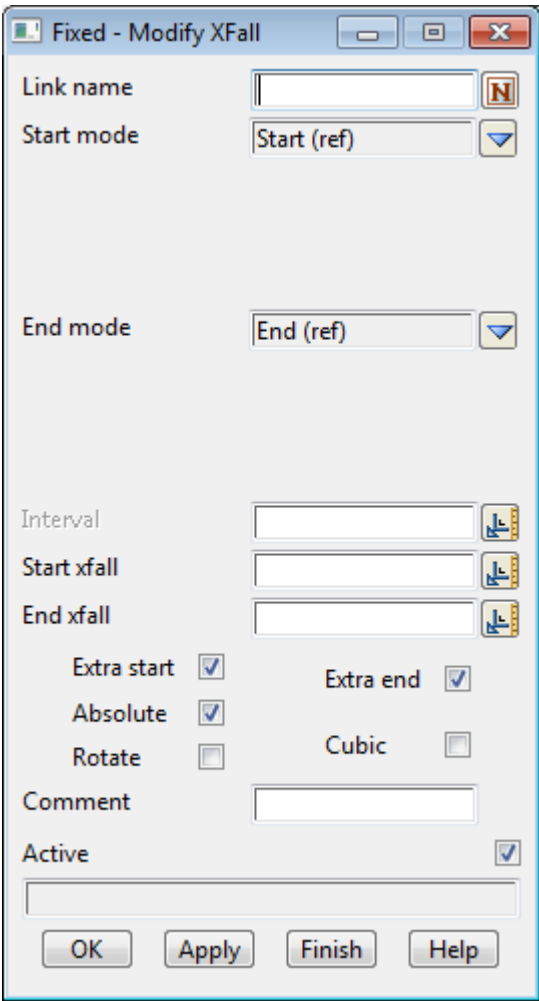 Fixed - Modify XFall
Link name
N
Start mode Start (ref)
End mode End (ref)
Interval
Start xfall
End xfall
Extra start Extra end
Absolute
Rotate Cubic
Comment
Active
OK Apply Finish Help